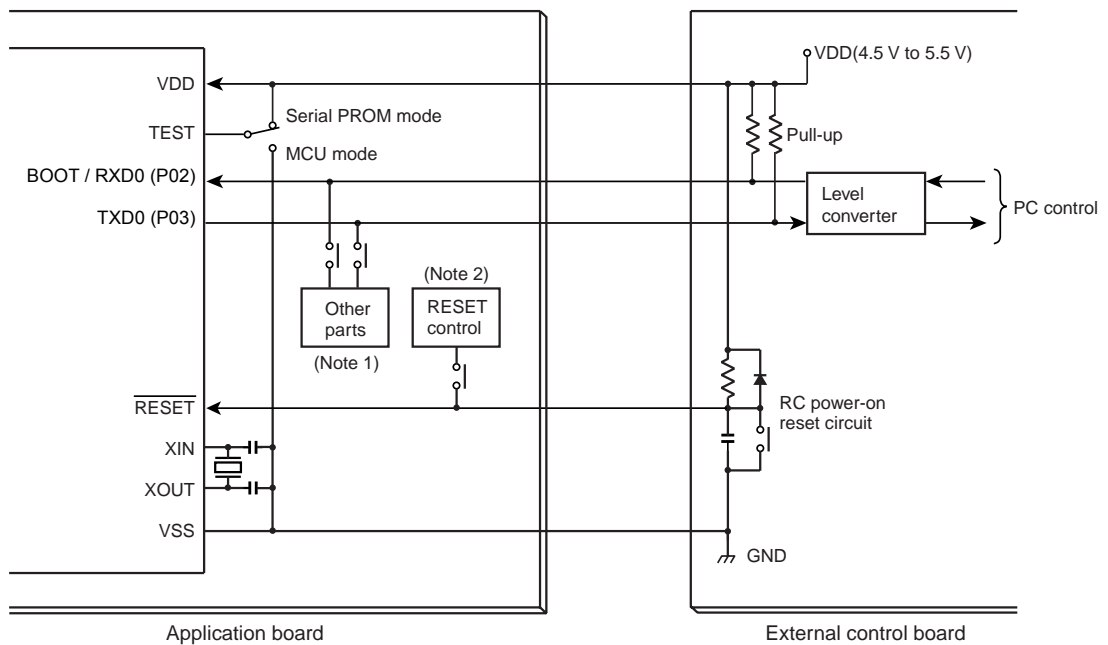 VDD(4.5 V to 5.5 V)
VDD
Serial PROM mode
TEST
Pull-up
MCU mode
BOOT / RXD0 (P02)
Level
converter
PC control
TXD0 (P03)
(Note 2)
Other
parts
RESET
control
(Note 1)
RESET
RC power-on
reset circuit
XIN
XOUT
VSS
GND
Application board
External control board